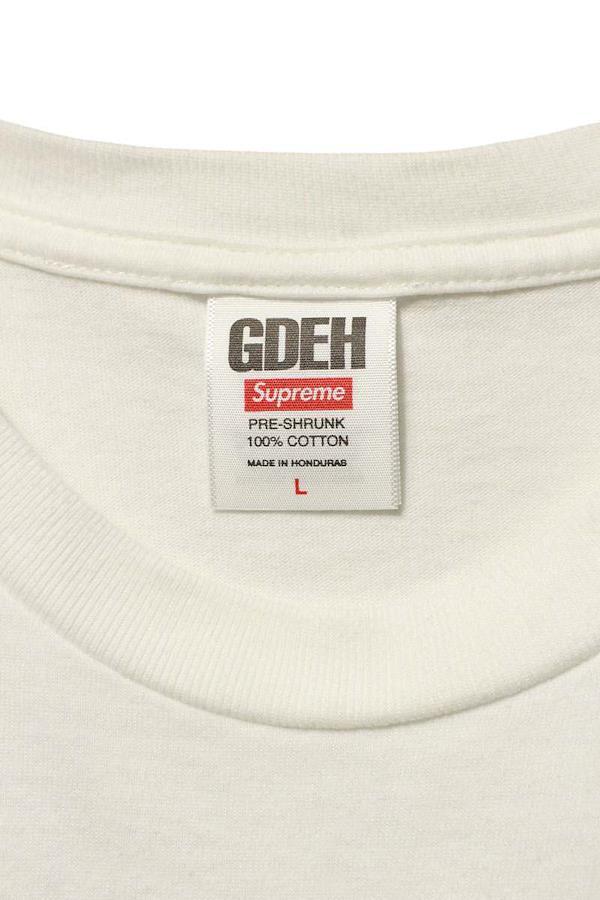 GDEH
Supreme
PRE-SHRUNK
100% COTTON
MADE IN HONDURAS
L